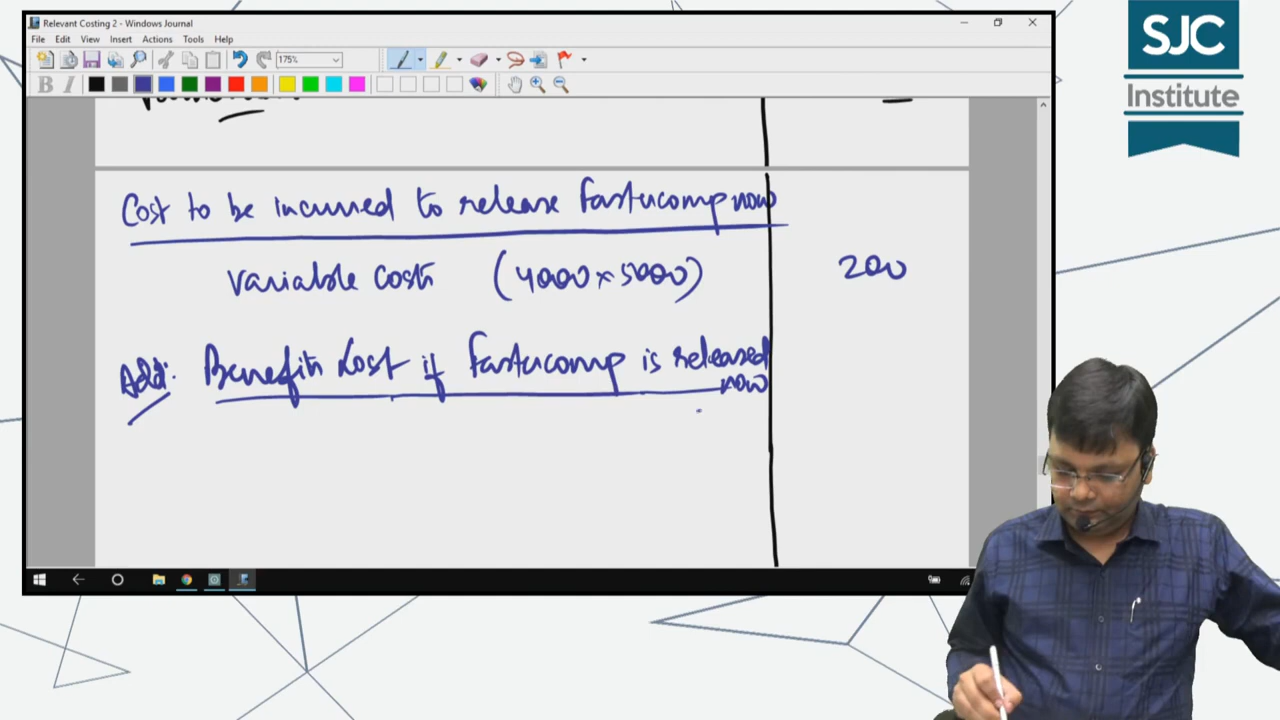 Relevant Costing 2 - Windows Journal
File Edit View Insert Actions Tools Help
175%
B I
Cost to be incurred to release Fastucomp now
Variable costs (4000 × 5000) 200
Add: Benefits Lost if Fastucomp is released
now
SJC
Institute